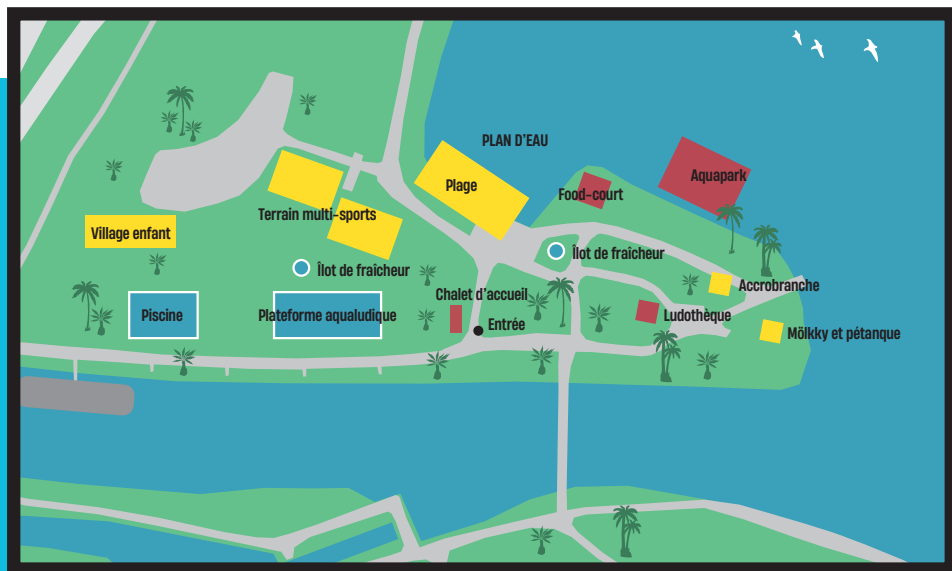 PLAN D'EAU
Plage
Aquapark
Food-court
Terrain multi-sports
Village enfant
Îlot de fraîcheur
Îlot de fraîcheur
Accrobranche
Chalet d'accueil
Piscine
Plateforme aqualudique
Entrée
Ludothèque
Mölkky et pétanque